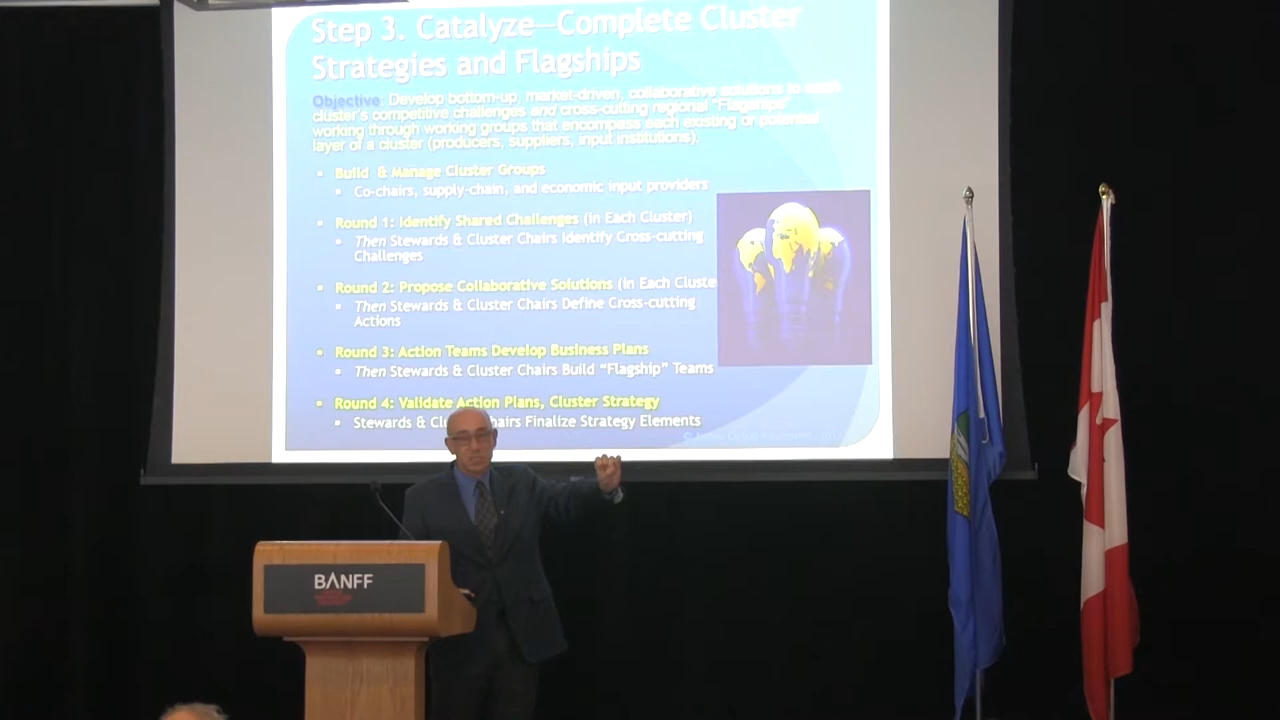 Step 3. Catalyze—Complete Cluster
Strategies and Flagships
Objective: Develop bottom-up, market-driven, collaborative solutions to each
cluster's competitive challenges and cross-cutting regional "Flagships"
working through working groups that encompass each existing or potential
layer of a cluster (producers, suppliers, input institutions).
Build & Manage Cluster Groups
Co-chairs, supply-chain, and economic input providers
Round 1: Identify Shared Challenges (in Each Cluster)
Then Stewards & Cluster Chairs Identify Cross-cutting
Challenges
Round 2: Propose Collaborative Solutions (in Each Cluste
Then Stewards & Cluster Chairs Define Cross-cutting
Actions
Round 3: Action Teams Develop Business Plans
Then Stewards & Cluster Chairs Build "Flagship" Teams
Round 4: Validate Action Plans, Cluster Strategy
Stewards & Clu hairs Finalize Strategy Elements
BANFF